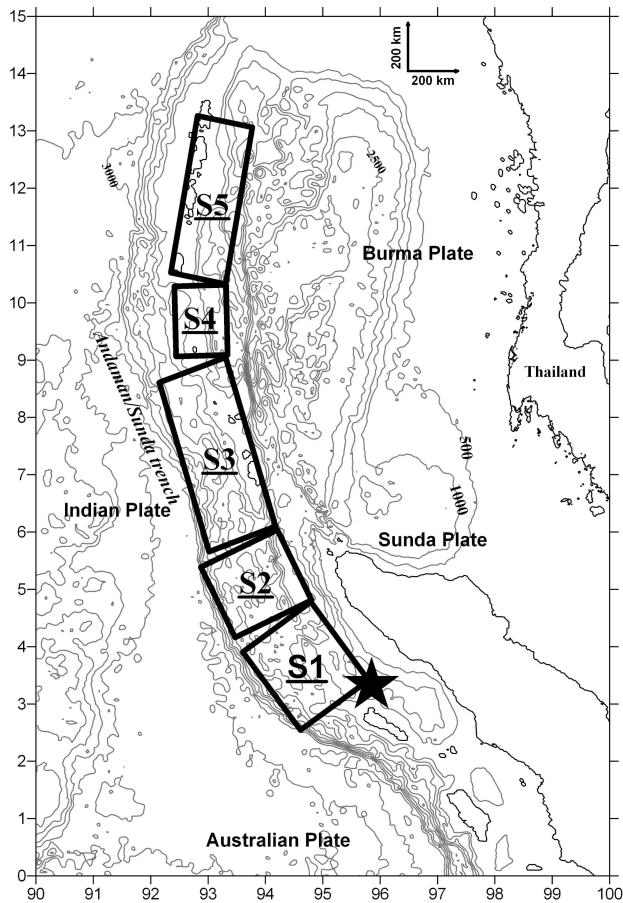 15
14
13
12
11
10
9
8
7
6
5
4
3
2
1
0
90
91
92
93
94
95
96
97
98
99
100
200 km
200 km
3000
2500
S5
Burma Plate
S4
Andaman/Sunda trench
Thailand
500
S3
1000
Indian Plate
Sunda Plate
S2
S1
Australian Plate